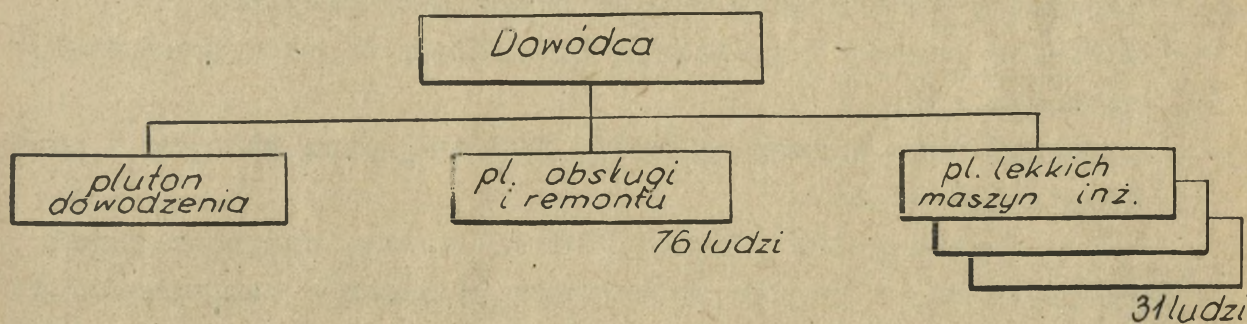 Dowódca
pluton
dowodzenia
pl. obsługi
i remontu
76 ludzi
pl. lekkich
maszyn inż.
31 ludzi